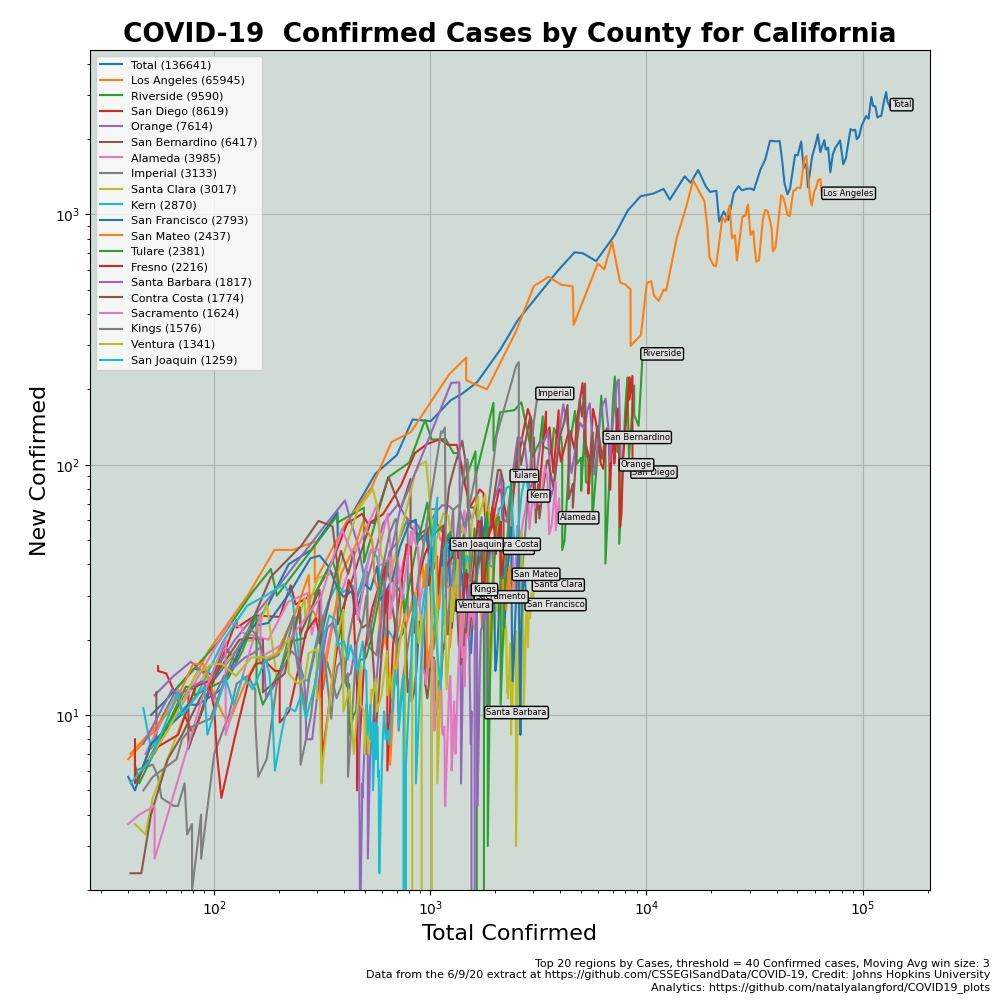 COVID-19  Confirmed Cases by County for California
Total (136641)
Los Angeles (65945)
Riverside (9590)
San Diego (8619)
Orange (7614)
San Bernardino (6417)
Alameda (3985)
Imperial (3133)
Santa Clara (3017)
Kern (2870)
San Francisco (2793)
San Mateo (2437)
Tulare (2381)
Fresno (2216)
Santa Barbara (1817)
Contra Costa (1774)
Sacramento (1624)
Kings (1576)
Ventura (1341)
San Joaquin (1259)
Total
Los Angeles
Riverside
Imperial
San Bernardino
Orange
San Diego
Tulare
Kern
Alameda
San Joaquin
ra Costa
San Mateo
Santa Clara
Kings
amento
San Francisco
Ventura
Santa Barbara
New Confirmed
10³
10²
10¹
10²
10³
10⁴
10⁵
Total Confirmed
Top 20 regions by Cases, threshold = 40 Confirmed cases, Moving Avg win size: 3
Data from the 6/9/20 extract at https://github.com/CSSEGISandData/COVID-19, Credit: Johns Hopkins University
Analytics: https://github.com/natalyalangford/COVID19_plots